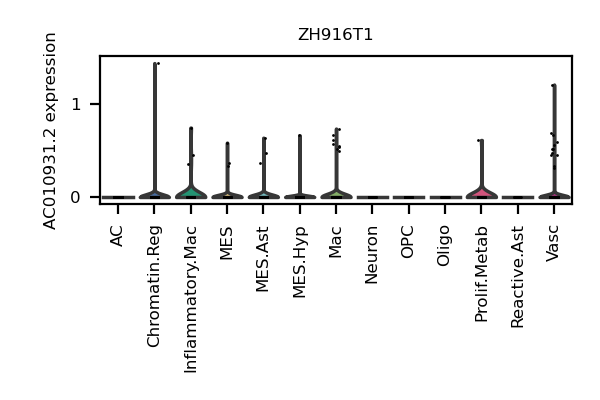 ZH916T1
AC010931.2 expression
1
0
AC
Chromatin.Reg
Inflammatory.Mac
MES
MES.Ast
MES.Hyp
Mac
Neuron
OPC
Oligo
Prolif.Metab
Reactive.Ast
Vasc